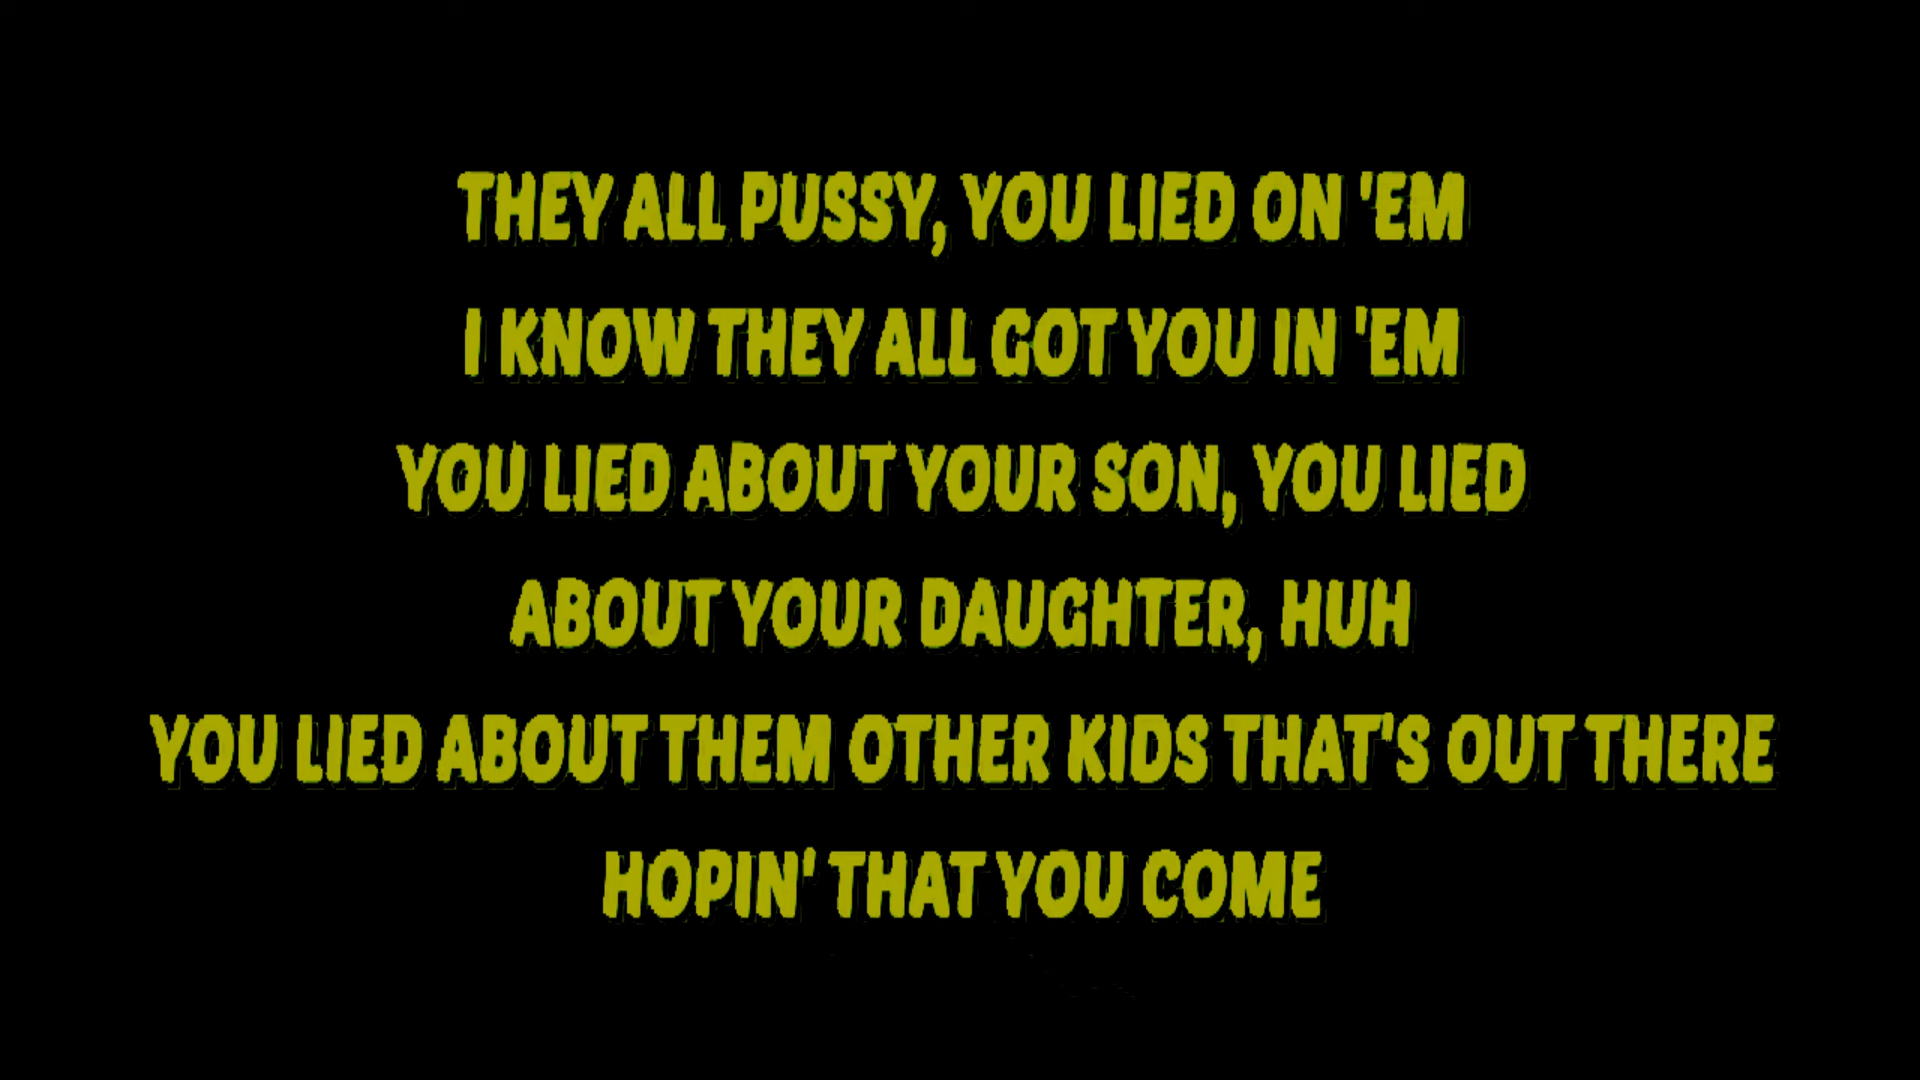 THEY ALL PUSSY, YOU LIED ON 'EM
I KNOW THEY ALL GOT YOU IN 'EM
YOU LIED ABOUT YOUR SON, YOU LIED
ABOUT YOUR DAUGHTER, HUH
YOU LIED ABOUT THEM OTHER KIDS THAT'S OUT THERE
HOPIN' THAT YOU COME